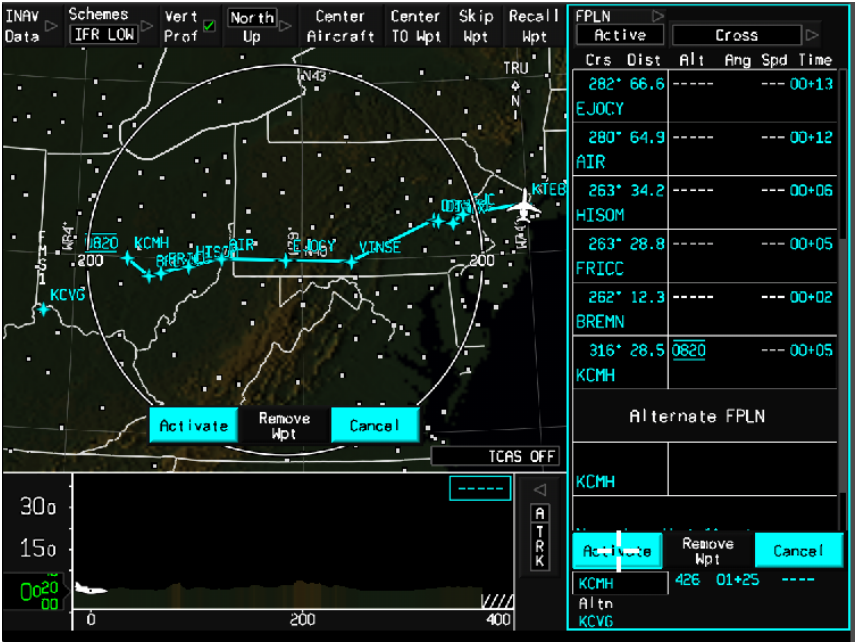 INAV Data
Schemes IFR LOW
Vert Prof
North Up
Center Aircraft
Center TO Wpt
Skip Wpt
Recall Wpt
TRU
N
N43
KTEB
W84°
0820 KCMH
AIR
EJOCY
VINSE
200
200
KCVG
Activate
Remove Wpt
Cancel
TCAS OFF
300
150
0020
00
-----
A
T
R
K
0
200
400
FPLN
Active
Cross
Crs Dist Alt Ang Spd Time
282° 66.6 ----- --- 00+13
EJOCY
280° 64.9 ----- --- 00+12
AIR
263° 34.2 ----- --- 00+06
HISOM
263° 28.8 ----- --- 00+05
FRICC
262° 12.3 ----- --- 00+02
BREMN
316° 28.5 0820 --- 00+05
KCMH
Alternate FPLN
KCMH
Activate
Remove Wpt
Cancel
KCMH 426 01+25 ----
Altn
KCVG